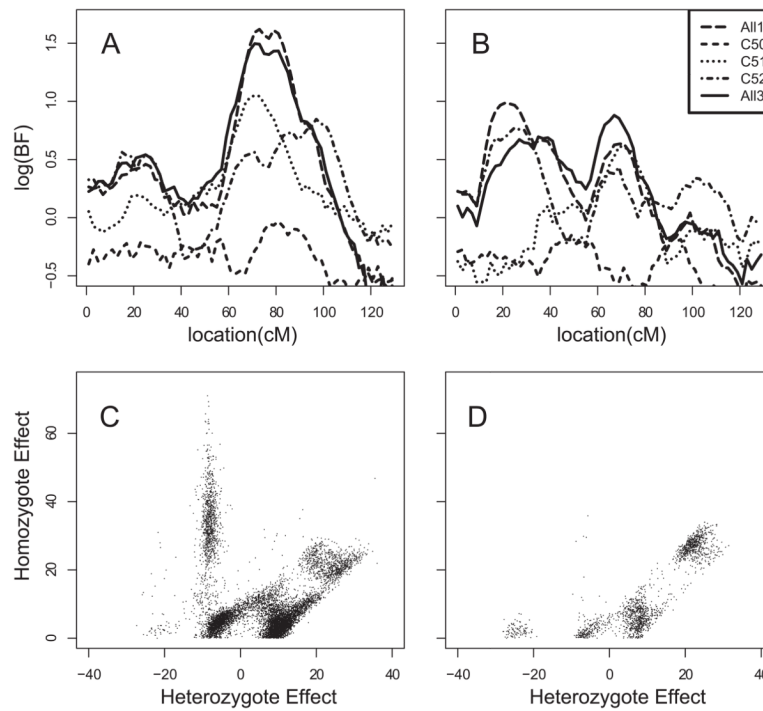 A
log(BF)
1.5
1.0
0.5
0.0
−0.5
0 20 40 60 80 100 120
location(cM)
B
All1
C50
C51
C52
All3
0 20 40 60 80 100
location(cM)
C
Homozygote Effect
60
40
20
0
−40 −20 0 20 40
Heterozygote Effect
D
−40 −20 0 20 40
Heterozygote Effect